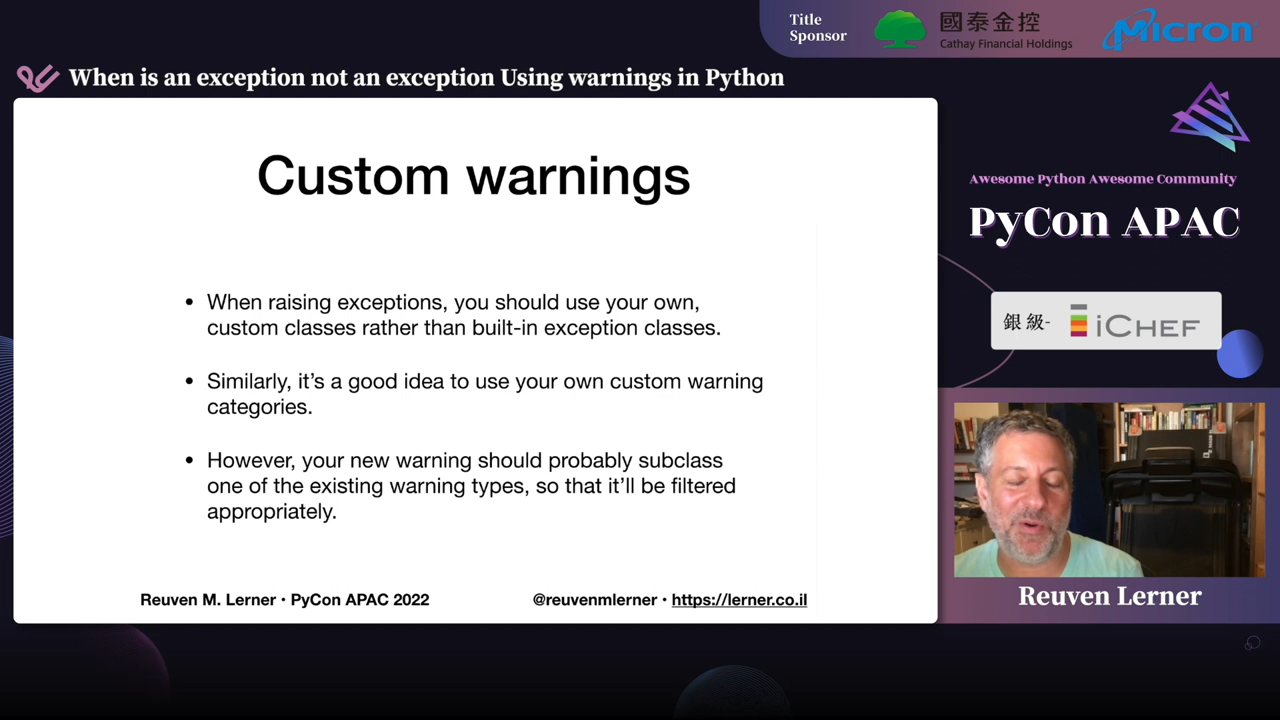 Title
Sponsor
國泰金控
Cathay Financial Holdings
Micron
When is an exception not an exception Using warnings in Python
Custom warnings
• When raising exceptions, you should use your own,
custom classes rather than built-in exception classes.
• Similarly, it's a good idea to use your own custom warning
categories.
• However, your new warning should probably subclass
one of the existing warning types, so that it'll be filtered
appropriately.
Reuven M. Lerner • PyCon APAC 2022
@reuvenmlerner • https://lerner.co.il
Awesome Python Awesome Community
PyCon APAC
銀級-
iCHEF
Reuven Lerner